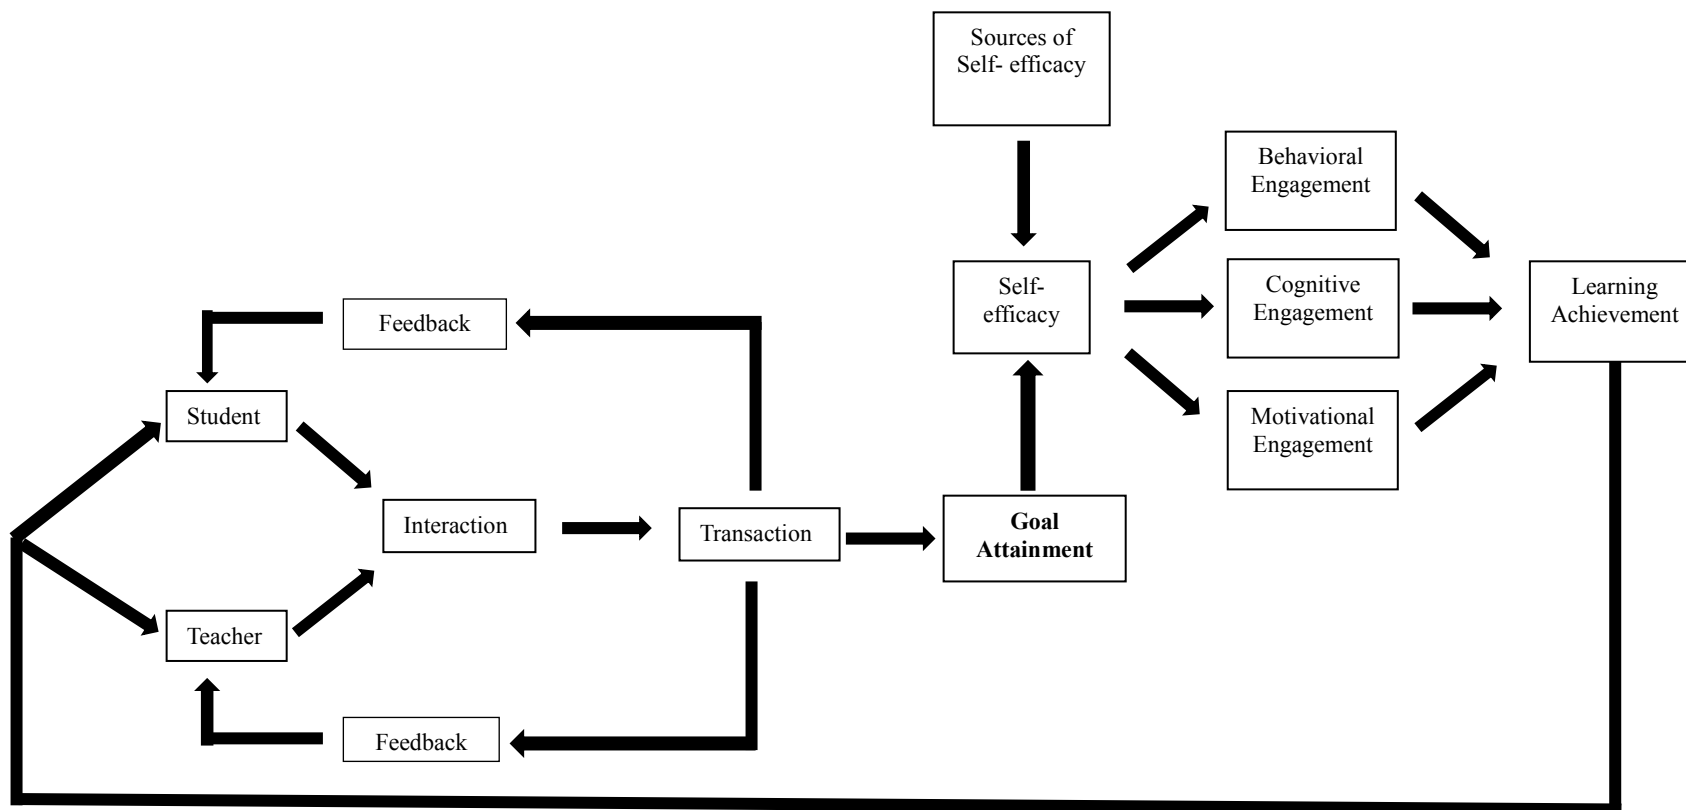 Sources of
Self- efficacy
Behavioral
Engagement
Self-
efficacy
Cognitive
Engagement
Learning
Achievement
Feedback
Student
Motivational
Engagement
Interaction
Transaction
Goal
Attainment
Teacher
Feedback